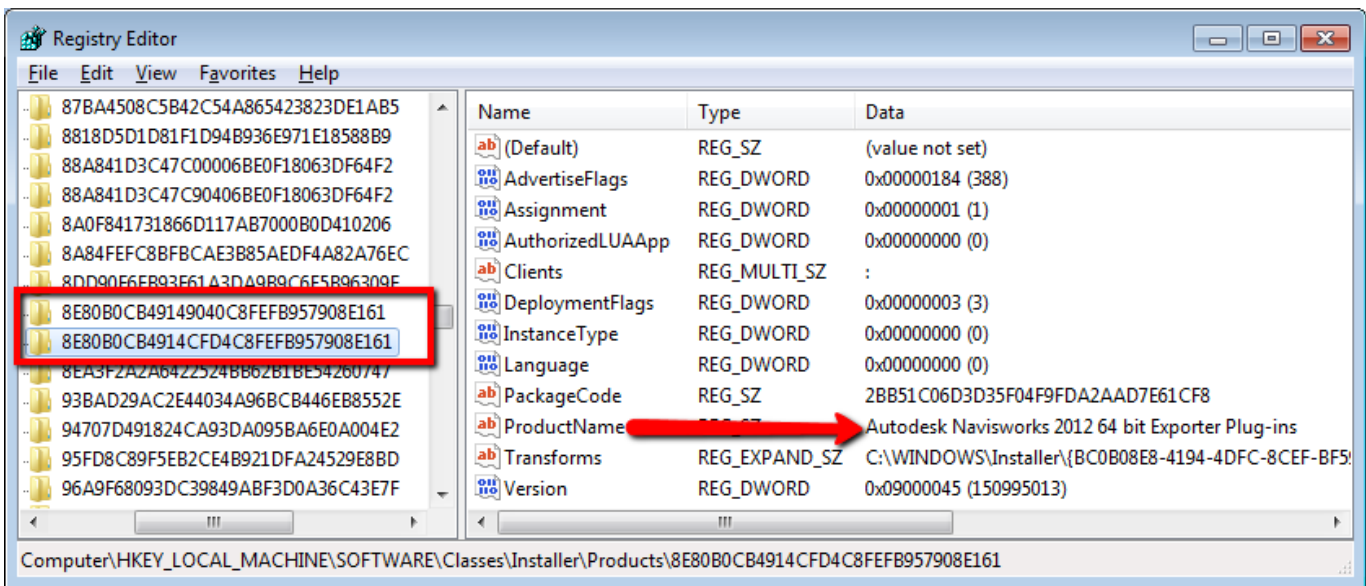 Registry Editor
File Edit View Favorites Help
87BA4508C5B42C54A865423823DE1AB5
8818D5D1D81F1D94B936E971E18588B9
88A841D3C47C00006BE0F18063DF64F2
88A841D3C47C90406BE0F18063DF64F2
8A0F841731866D117AB7000B0D410206
8A84FEFC8BFBCAE3B85AEDF4A82A76EC
8DD90F6FB93F61A3DA9B9C6F5B96309F
8E80B0CB49149040C8FEFB957908E161
8E80B0CB4914CFD4C8FEFB957908E161
8EA3F2A2A6422524BB62B1BE54260747
93BAD29AC2E44034A96BCB446EB8552E
94707D491824CA93DA095BA6E0A004E2
95FD8C89F5EB2CE4B921DFA24529E8BD
96A9F68093DC39849ABF3D0A36C43E7F
Name Type Data
(Default) REG_SZ (value not set)
AdvertiseFlags REG_DWORD 0x00000184 (388)
Assignment REG_DWORD 0x00000001 (1)
AuthorizedLUAApp REG_DWORD 0x00000000 (0)
Clients REG_MULTI_SZ :
DeploymentFlags REG_DWORD 0x00000003 (3)
InstanceType REG_DWORD 0x00000000 (0)
Language REG_DWORD 0x00000000 (0)
PackageCode REG_SZ 2BB51C06D3D35F04F9FDA2AAD7E61CF8
ProductName Autodesk Navisworks 2012 64 bit Exporter Plug-ins
Transforms REG_EXPAND_SZ C:\WINDOWS\Installer\{BC0B08E8-4194-4DFC-8CEF-BF59
Version REG_DWORD 0x09000045 (150995013)
Computer\HKEY_LOCAL_MACHINE\SOFTWARE\Classes\Installer\Products\8E80B0CB4914CFD4C8FEFB957908E161